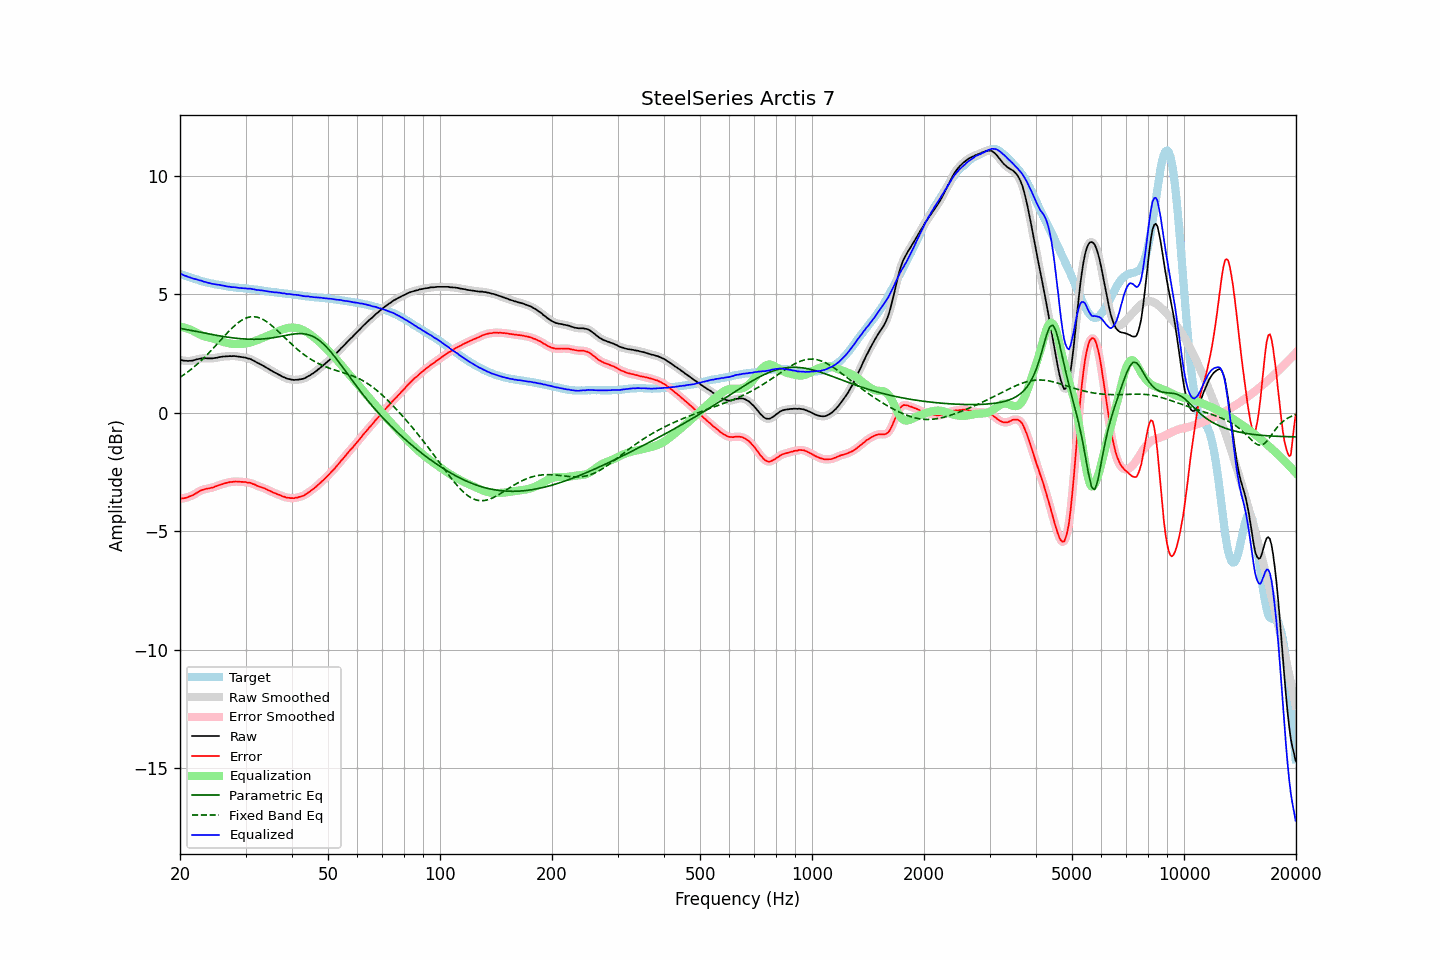 SteelSeries Arctis 7
Amplitude (dBr)
10
5
0
−5
−10
−15
Target
Raw Smoothed
Error Smoothed
Raw
Error
Equalization
Parametric Eq
Fixed Band Eq
Equalized
20 50 100 200 500 1000 2000 5000 10000 20000
Frequency (Hz)